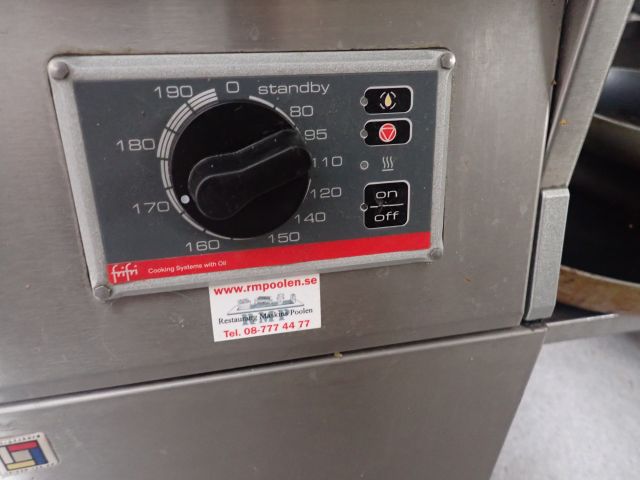 0 standby
190
80
180
95
110
170
120
160
140
150
on
off
frifri Cooking Systems with Oil
www.rmpoolen.se
Restaurang Maskins Poolen
Tel. 08-777 44 77